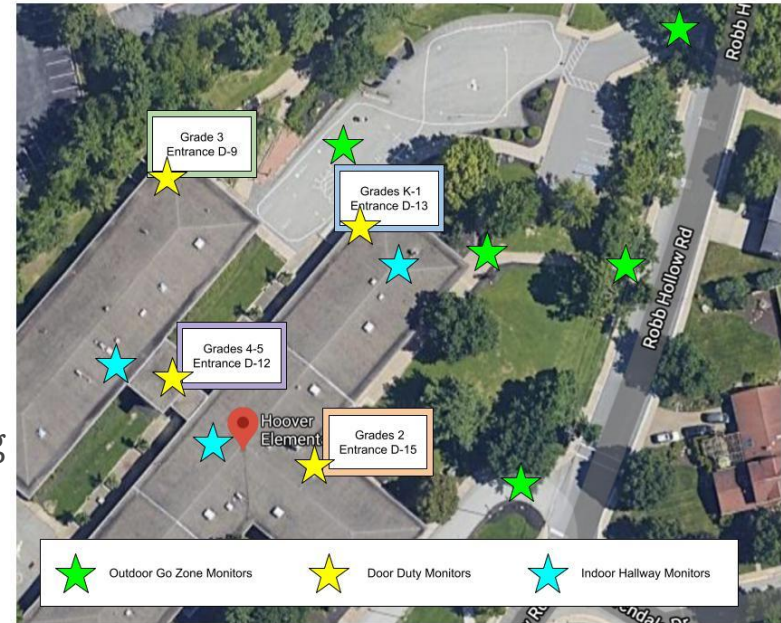 Robb H
Grade 3
Entrance D-9
Grades K-1
Entrance D-13
Robb Hollow Rd
Grades 4-5
Entrance D-12
g
Hoover
Element
Grades 2
Entrance D-15
Outdoor Go Zone Monitors
Door Duty Monitors
Indoor Hallway Monitors